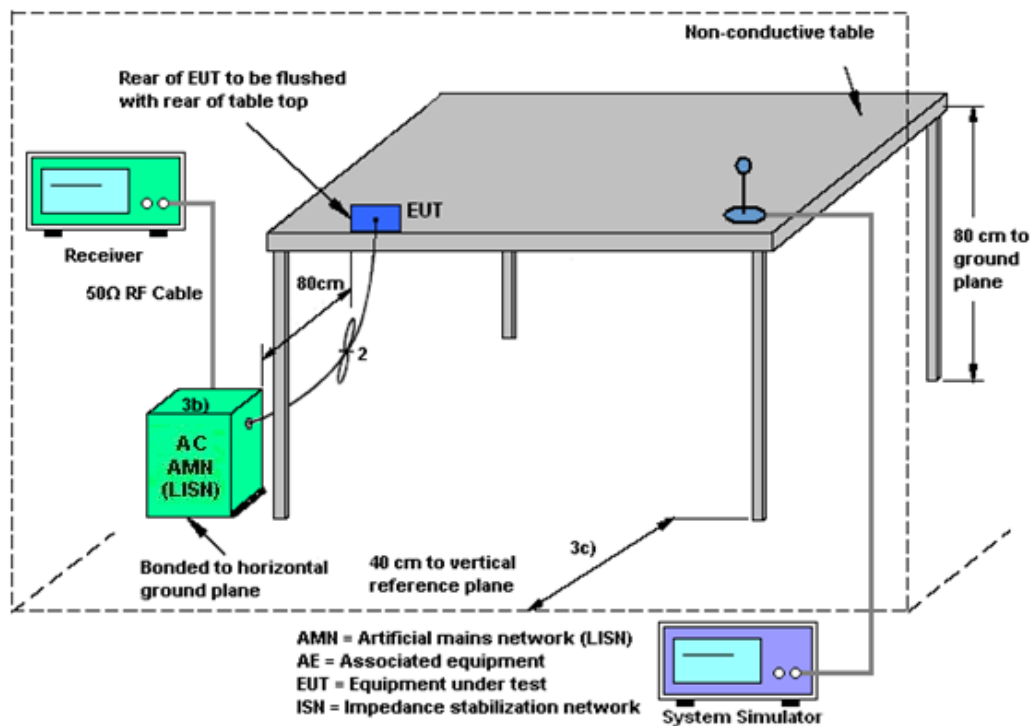 Non-conductive table
Rear of EUT to be flushed
with rear of table top
EUT
Receiver
80cm
80 cm to
ground
plane
50Ω RF Cable
2
3b)
AC
AMN
(LISN)
Bonded to horizontal
ground plane
40 cm to vertical
reference plane
3c)
AMN = Artificial mains network (LISN)
AE = Associated equipment
EUT = Equipment under test
ISN = Impedance stabilization network
System Simulator